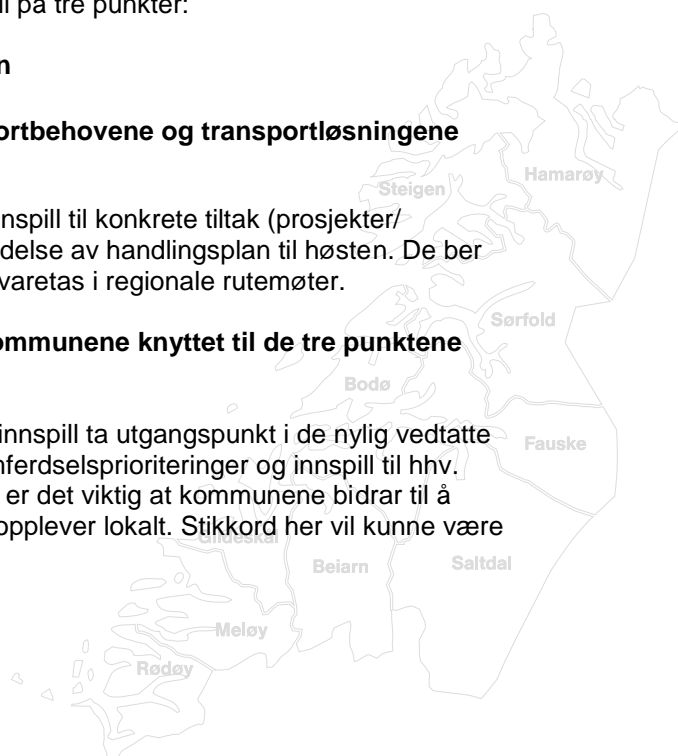 ll på tre punkter:
n
ortbehovene og transportløsningene
Steigen
Hamarøy
nnspill til konkrete tiltak (prosjekter/
delse av handlingsplan til høsten. De ber
varetas i regionale rutemøter.
Sørfold
ommunene knyttet til de tre punktene
Bodø
innspill ta utgangspunkt i de nylig vedtatte
Fauske
nferdselsprioriteringer og innspill til hhv.
er det viktig at kommunene bidrar til å
opplever lokalt. Stikkord her vil kunne være
Gildeskål
Beiarn
Saltdal
Meløy
Rødøy